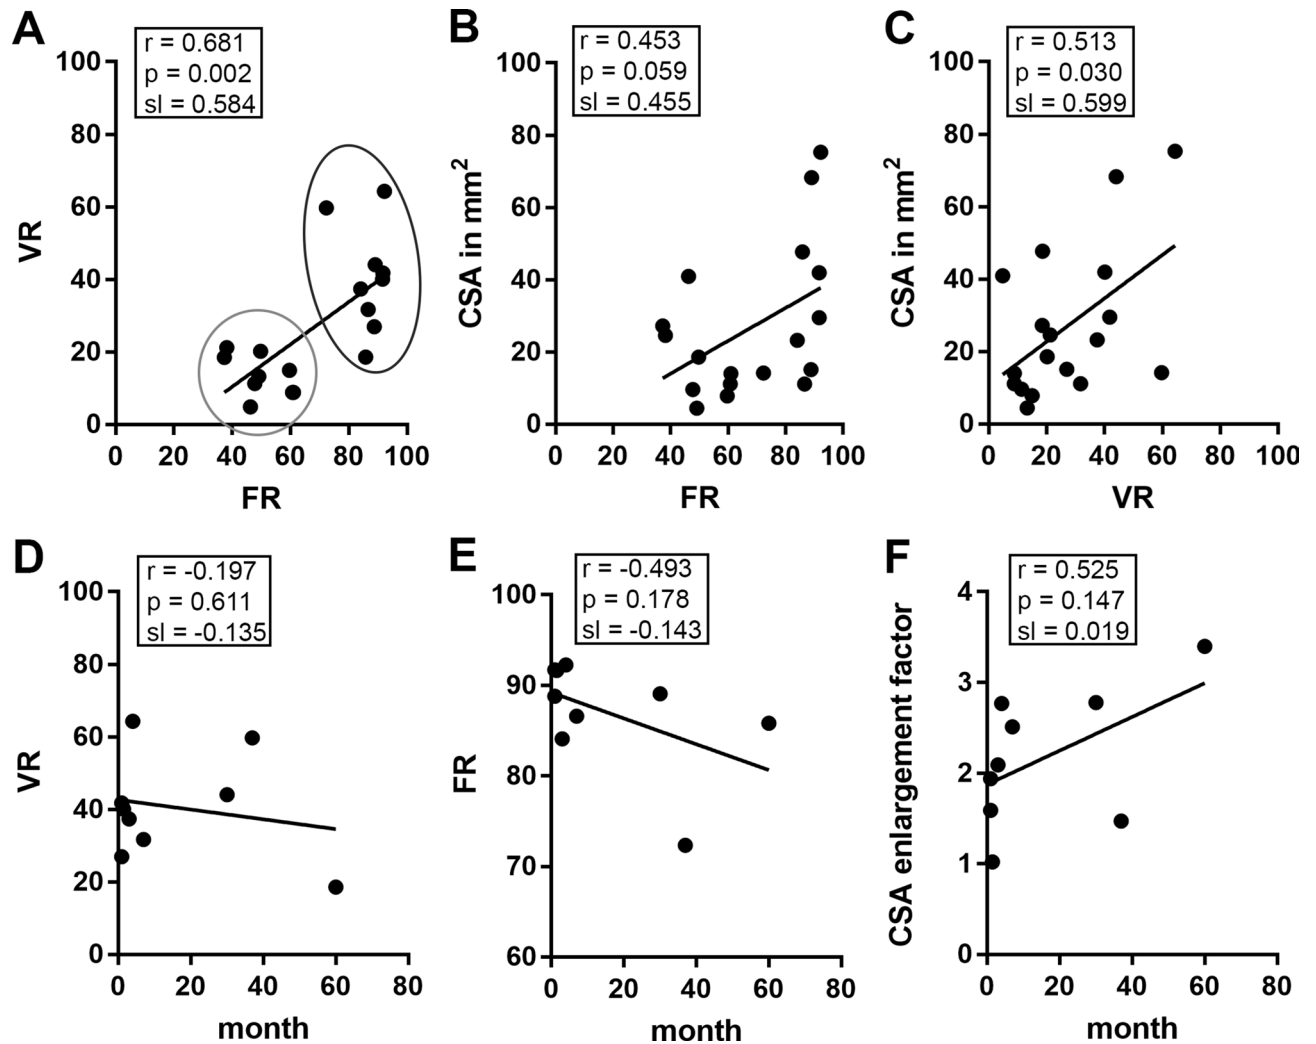 A
r = 0.681
p = 0.002
sl = 0.584
100
80
60
40
20
0
VR
0 20 40 60 80 100
FR
B
r = 0.453
p = 0.059
sl = 0.455
100
80
60
40
20
0
CSA in mm²
0 20 40 60 80 100
FR
C
r = 0.513
p = 0.030
sl = 0.599
100
80
60
40
20
0
CSA in mm²
0 20 40 60 80 100
VR
D
r = -0.197
p = 0.611
sl = -0.135
100
80
60
40
20
0
VR
0 20 40 60 80
month
E
r = -0.493
p = 0.178
sl = -0.143
100
90
80
70
60
FR
0 20 40 60 80
month
F
r = 0.525
p = 0.147
sl = 0.019
4
3
2
1
0
CSA enlargement factor
0 20 40 60 80
month